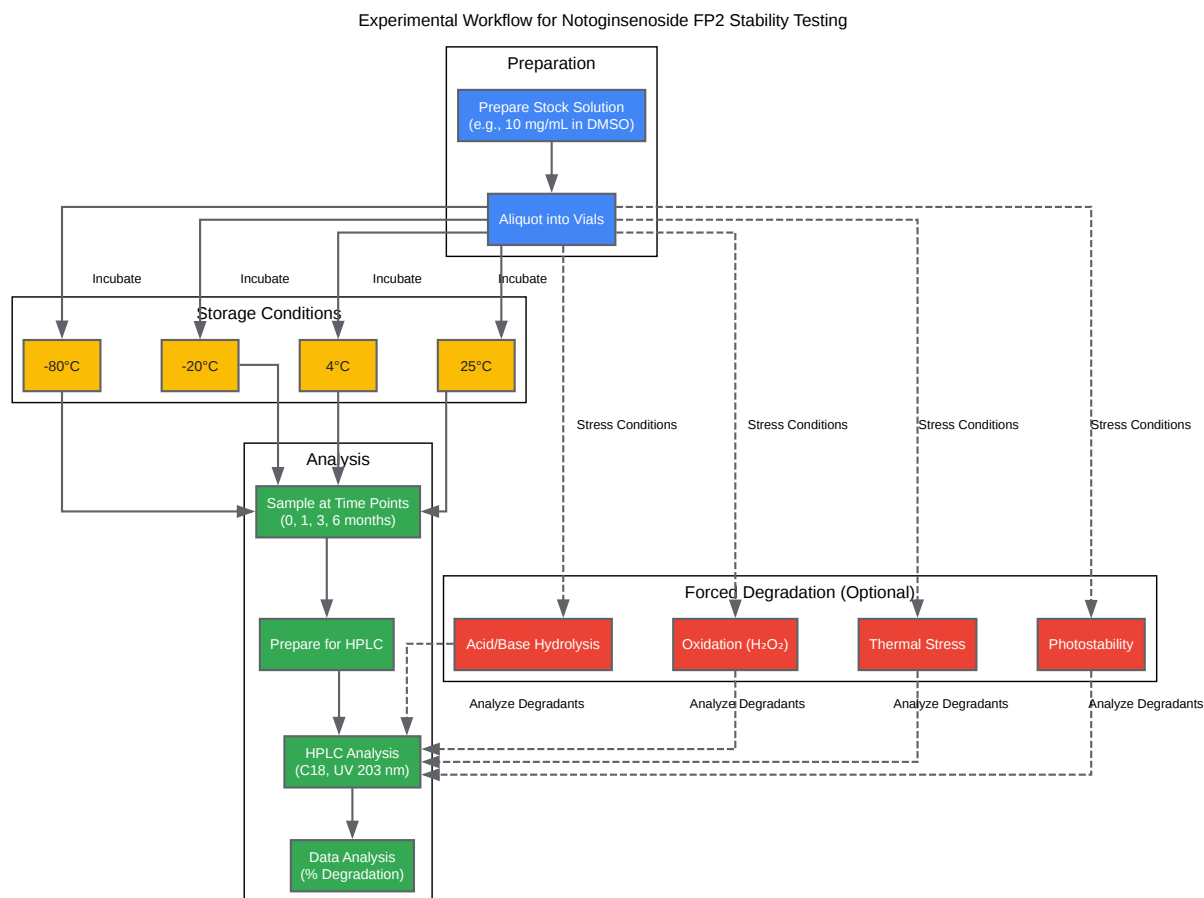 Experimental Workflow for Notoginsenoside FP2 Stability Testing
Preparation
Prepare Stock Solution
(e.g., 10 mg/mL in DMSO)
Aliquot into Vials
Incubate
Incubate
Incubate
Incubate
Storage Conditions
-80°C
-20°C
4°C
25°C
Stress Conditions
Stress Conditions
Stress Conditions
Stress Conditions
Analysis
Sample at Time Points
(0, 1, 3, 6 months)
Forced Degradation (Optional)
Prepare for HPLC
Acid/Base Hydrolysis
Oxidation (H₂O₂)
Thermal Stress
Photostability
Analyze Degradants
Analyze Degradants
Analyze Degradants
Analyze Degradants
HPLC Analysis
(C18, UV 203 nm)
Data Analysis
(% Degradation)